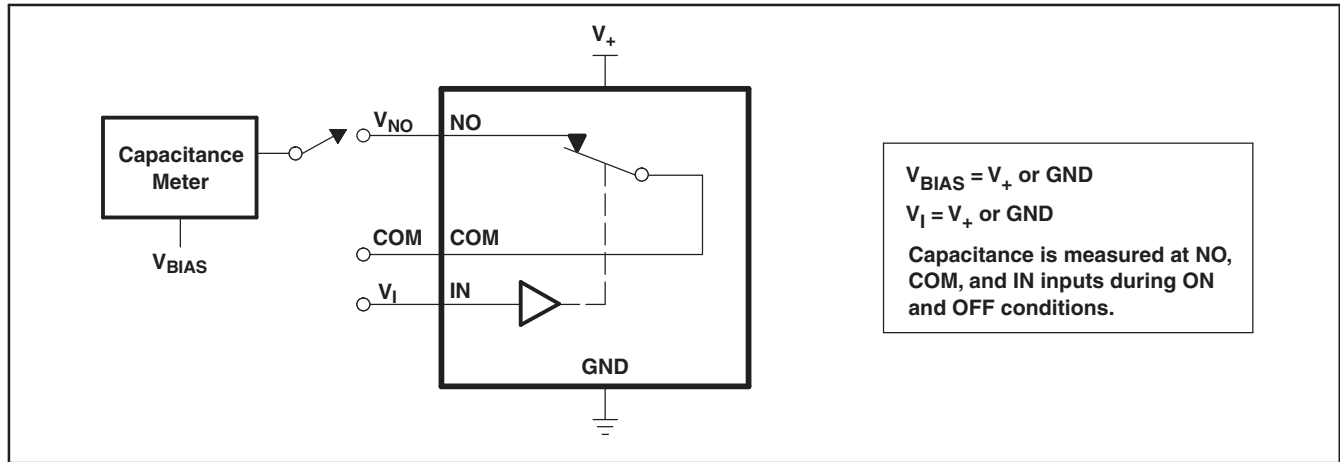 V+
Capacitance
Meter
VBIAS
VNO
NO
COM
COM
VI
IN
GND
VBIAS = V+ or GND
VI = V+ or GND
Capacitance is measured at NO,
COM, and IN inputs during ON
and OFF conditions.